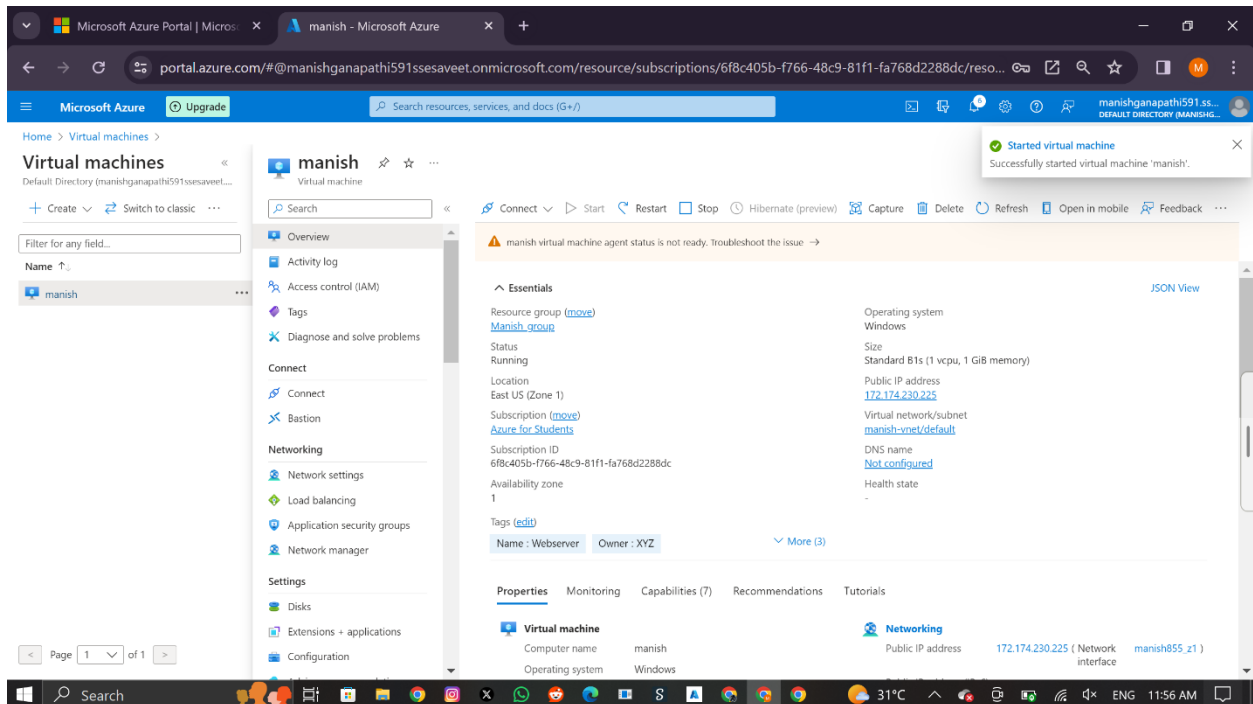 Microsoft Azure Portal | Micros
manish - Microsoft Azure
portal.azure.com/#@manishganapathi591ssesaveet.onmicrosoft.com/resource/subscriptions/6f8c405b-f766-48c9-81f1-fa768d2288dc/reso...
M
Microsoft Azure
Upgrade
Search resources, services, and docs (G+/)
manishganapathi591.ss...
DEFAULT DIRECTORY (MANISHG...
Home > Virtual machines >
Virtual machines
Default Directory (manishganapathi591ssesaveet....
Create
Switch to classic
Filter for any field...
Name ↑
manish
Page 1 of 1
manish
Virtual machine
Search
Overview
Activity log
Access control (IAM)
Tags
Diagnose and solve problems
Connect
Connect
Bastion
Networking
Network settings
Load balancing
Application security groups
Network manager
Settings
Disks
Extensions + applications
Configuration
Started virtual machine
Successfully started virtual machine 'manish'.
Connect Start Restart Stop Hibernate (preview) Capture Delete Refresh Open in mobile Feedback
manish virtual machine agent status is not ready. Troubleshoot the issue →
Essentials
JSON View
Resource group (move)
Manish_group
Status
Running
Location
East US (Zone 1)
Subscription (move)
Azure for Students
Subscription ID
6f8c405b-f766-48c9-81f1-fa768d2288dc
Availability zone
1
Operating system
Windows
Size
Standard B1s (1 vcpu, 1 GiB memory)
Public IP address
172.174.230.225
Virtual network/subnet
manish-vnet/default
DNS name
Not configured
Health state
-
Tags (edit)
Name : Webserver Owner : XYZ More (3)
Properties Monitoring Capabilities (7) Recommendations Tutorials
Virtual machine
Computer name manish
Operating system Windows
Networking
Public IP address 172.174.230.225 ( Network interface manish855_z1 )
Search
31°C
ENG 11:56 AM